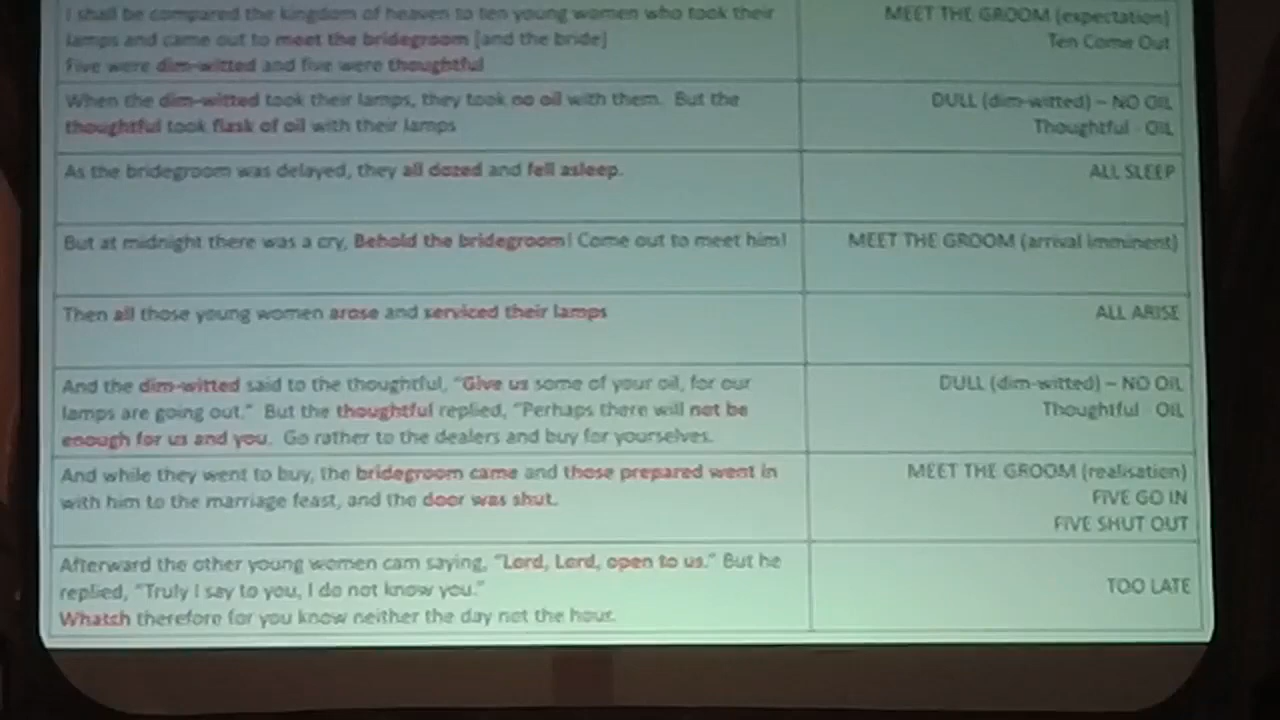 I shall be compared the kingdom of heaven to ten young women who took their
lamps and came out to meet the bridegroom [and the bride]
Five were dim-witted and five were thoughtful
MEET THE GROOM (expectation)
Ten Come Out
When the dim-witted took their lamps, they took no oil with them. But the
thoughtful took flask of oil with their lamps
DULL (dim-witted) – NO OIL
Thoughtful - OIL
As the bridegroom was delayed, they all dozed and fell asleep.
ALL SLEEP
But at midnight there was a cry, Behold the bridegroom! Come out to meet him!
MEET THE GROOM (arrival imminent)
Then all those young women arose and serviced their lamps
ALL ARISE
And the dim-witted said to the thoughtful, "Give us some of your oil, for our
lamps are going out." But the thoughtful replied, "Perhaps there will not be
enough for us and you. Go rather to the dealers and buy for yourselves.
DULL (dim-witted) – NO OIL
Thoughtful OIL
And while they went to buy, the bridegroom came and those prepared went in
with him to the marriage feast, and the door was shut.
MEET THE GROOM (realisation)
FIVE GO IN
FIVE SHUT OUT
Afterward the other young women cam saying, "Lord, Lord, open to us." But he
replied, "Truly I say to you, I do not know you."
Whatch therefore for you know neither the day not the hour.
TOO LATE